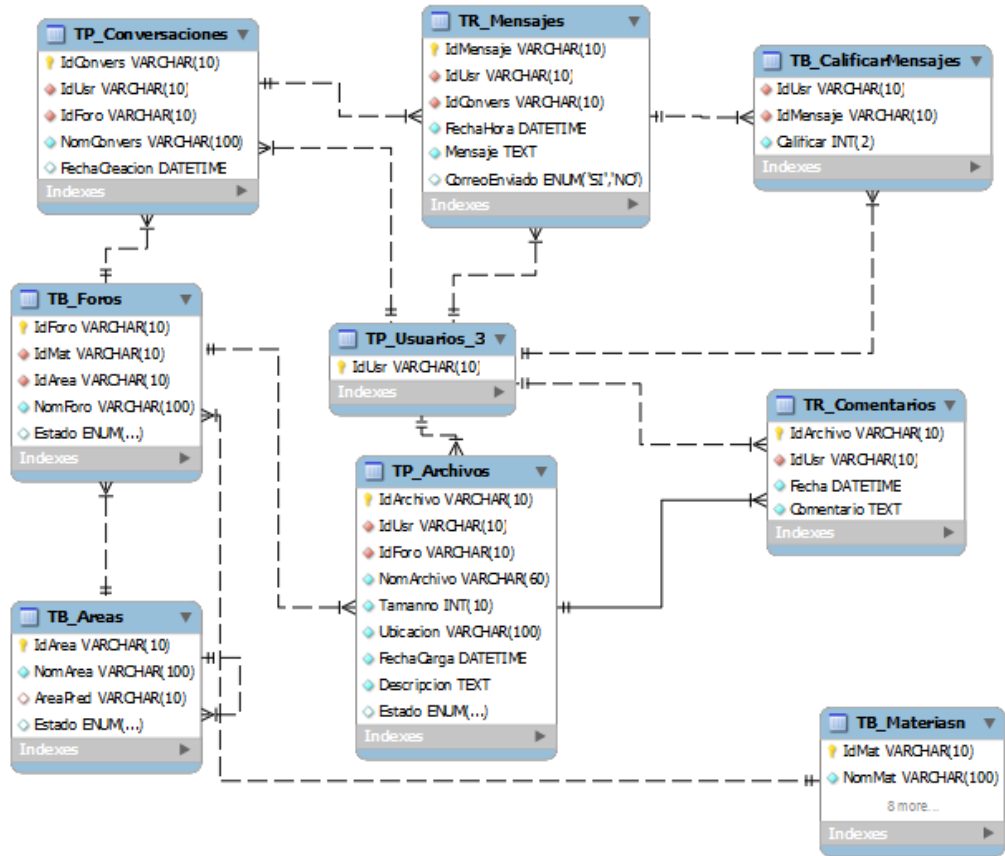 TP_Conversaciones
IdConvers VARCHAR(10)
IdUsr VARCHAR(10)
IdForo VARCHAR(10)
NomConvers VARCHAR(100)
FechaCreacion DATETIME
Indexes
TR_Mensajes
IdMensaje VARCHAR(10)
IdUsr VARCHAR(10)
IdConvers VARCHAR(10)
FechaHora DATETIME
Mensaje TEXT
CorreoEnviado ENUM('SI','NO')
Indexes
TB_CalificarMensajes
IdUsr VARCHAR(10)
IdMensaje VARCHAR(10)
Calificar INT(2)
Indexes
TB_Foros
IdForo VARCHAR(10)
IdMat VARCHAR(10)
IdArea VARCHAR(10)
NomForo VARCHAR(100)
Estado ENUM(...)
Indexes
TP_Usuarios_3
IdUsr VARCHAR(10)
Indexes
TR_Comentarios
IdArchivo VARCHAR(10)
IdUsr VARCHAR(10)
Fecha DATETIME
Comentario TEXT
Indexes
TP_Archivos
IdArchivo VARCHAR(10)
IdUsr VARCHAR(10)
IdForo VARCHAR(10)
NomArchivo VARCHAR(60)
Tamanno INT(10)
Ubicacion VARCHAR(100)
FechaCarga DATETIME
Descripcion TEXT
Estado ENUM(...)
Indexes
TB_Areas
IdArea VARCHAR(10)
NomArea VARCHAR(100)
AreaPred VARCHAR(10)
Estado ENUM(...)
Indexes
TB_Materiasn
IdMat VARCHAR(10)
NomMat VARCHAR(100)
8 more...
Indexes